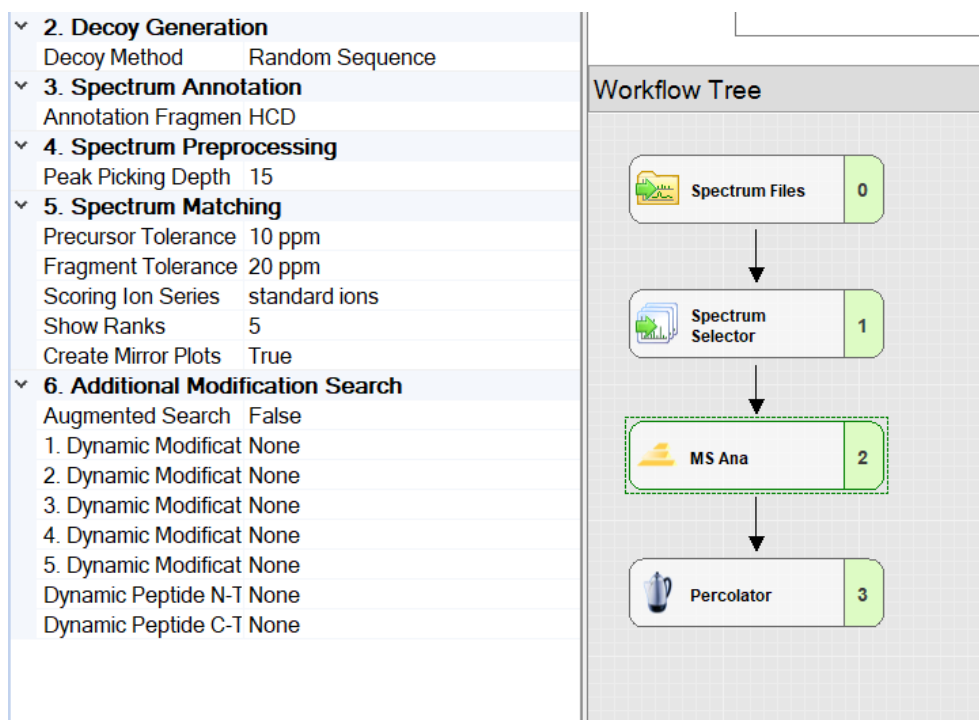 2. Decoy Generation
Decoy Method Random Sequence
3. Spectrum Annotation
Annotation Fragmen HCD
4. Spectrum Preprocessing
Peak Picking Depth 15
5. Spectrum Matching
Precursor Tolerance 10 ppm
Fragment Tolerance 20 ppm
Scoring Ion Series standard ions
Show Ranks 5
Create Mirror Plots True
6. Additional Modification Search
Augmented Search False
1. Dynamic Modificat None
2. Dynamic Modificat None
3. Dynamic Modificat None
4. Dynamic Modificat None
5. Dynamic Modificat None
Dynamic Peptide N-T None
Dynamic Peptide C-T None
Workflow Tree
Spectrum Files 0
Spectrum
Selector 1
MS Ana 2
Percolator 3